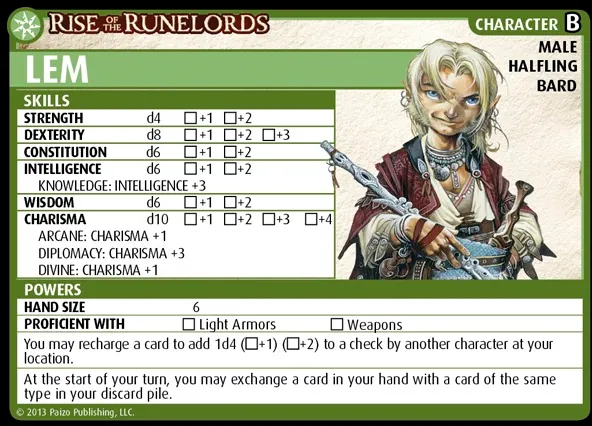 RISE OF THE RUNELORDS
CHARACTER B
LEM
MALE
HALFLING
BARD
SKILLS
STRENGTH d4 ☐+1 ☐+2
DEXTERITY d8 ☐+1 ☐+2 ☐+3
CONSTITUTION d6 ☐+1 ☐+2
INTELLIGENCE d6 ☐+1 ☐+2
KNOWLEDGE: INTELLIGENCE +3
WISDOM d6 ☐+1 ☐+2
CHARISMA d10 ☐+1 ☐+2 ☐+3 ☐+4
ARCANE: CHARISMA +1
DIPLOMACY: CHARISMA +3
DIVINE: CHARISMA +1
POWERS
HAND SIZE 6
PROFICIENT WITH ☐ Light Armors ☐ Weapons
You may recharge a card to add 1d4 (☐+1) (☐+2) to a check by another character at your
location.
At the start of your turn, you may exchange a card in your hand with a card of the same
type in your discard pile.
© 2013 Paizo Publishing, LLC.